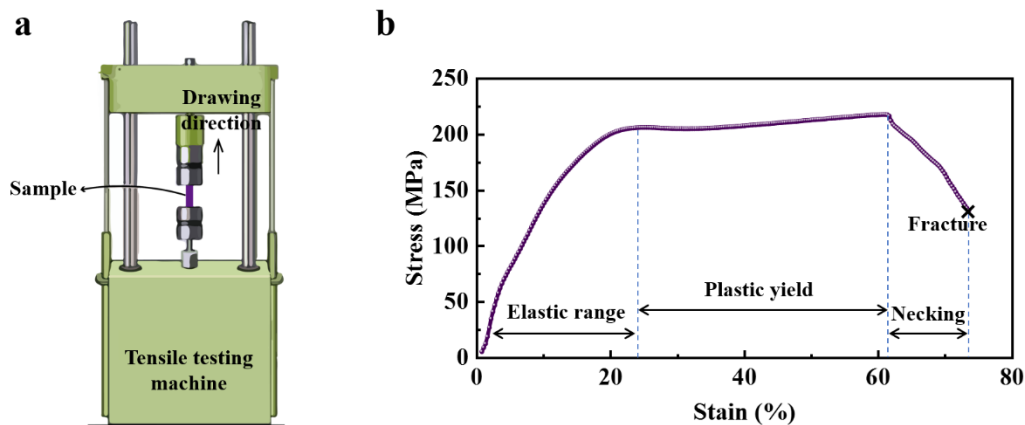 a
Drawing
direction
Sample
Tensile testing
machine
b
Stress (MPa)
250
200
150
100
50
0
Fracture
Plastic yield
Elastic range
Necking
0
20
40
60
80
Stain (%)